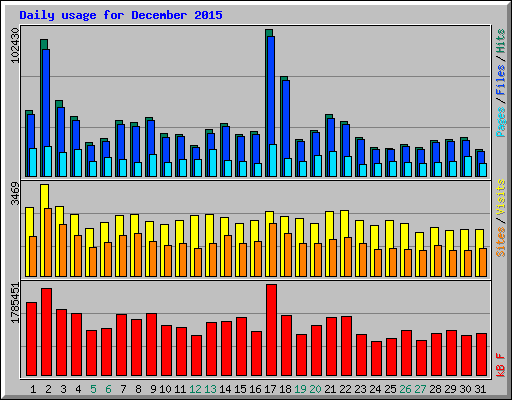 Daily usage for December 2015
102430
3469
1785451
Pages / Files / Hits
Sites / Visits
kB F
1 2 3 4 5 6 7 8 9 10 11 12 13 14 15 16 17 18 19 20 21 22 23 24 25 26 27 28 29 30 31